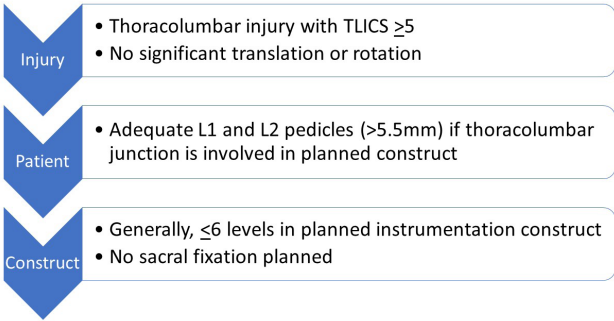 Injury
• Thoracolumbar injury with TLICS ≥5
• No significant translation or rotation
Patient
• Adequate L1 and L2 pedicles (>5.5mm) if thoracolumbar
junction is involved in planned construct
Construct
• Generally, ≤6 levels in planned instrumentation construct
• No sacral fixation planned